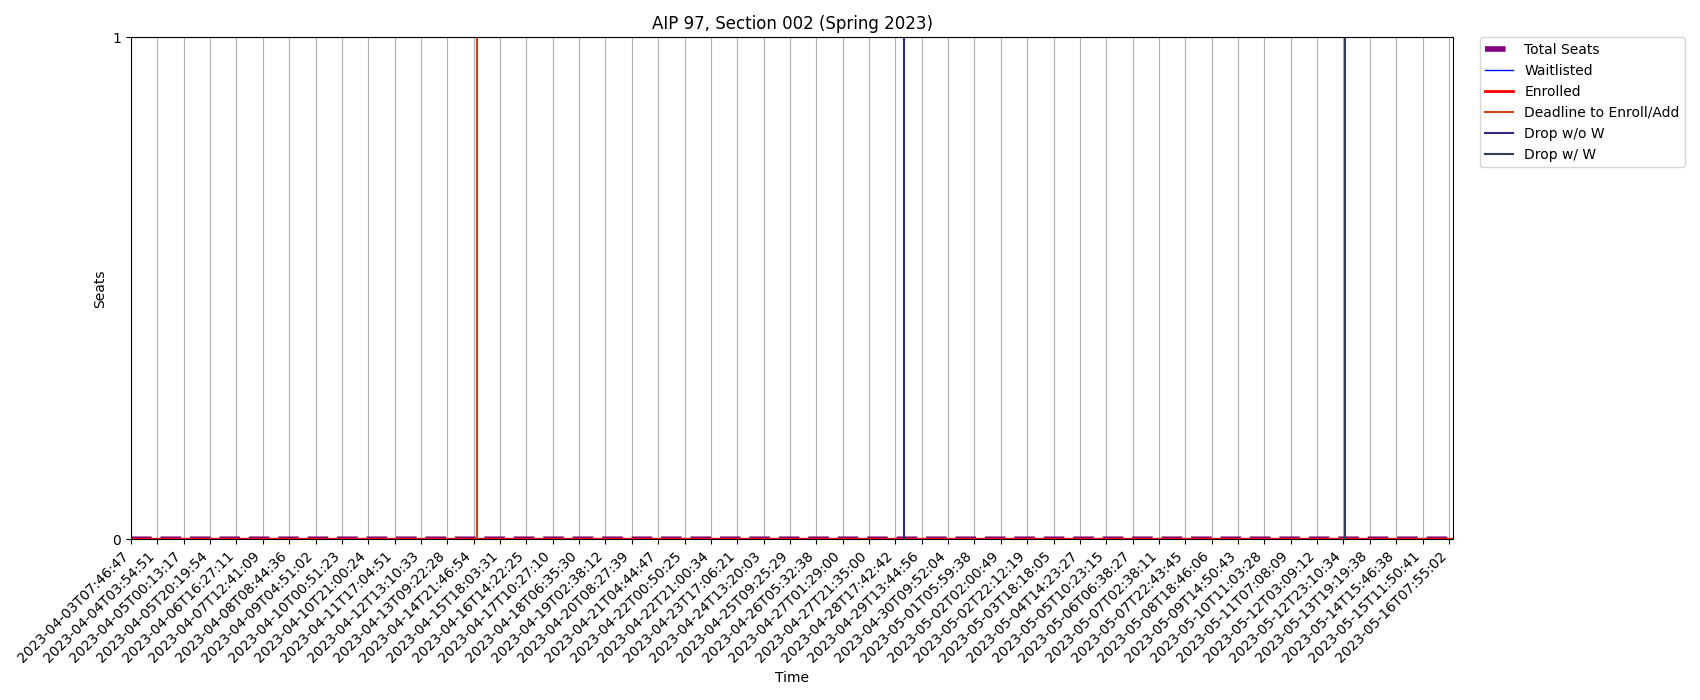 AIP 97, Section 002 (Spring 2023)
1
0
Seats
Total Seats
Waitlisted
Enrolled
Deadline to Enroll/Add
Drop w/o W
Drop w/ W
2023-04-03T07:46:47
2023-04-04T03:54:51
2023-04-05T00:13:17
2023-04-05T20:19:54
2023-04-06T16:27:11
2023-04-07T12:41:09
2023-04-08T08:44:36
2023-04-09T04:51:02
2023-04-10T00:51:23
2023-04-10T21:00:24
2023-04-11T17:04:51
2023-04-12T13:10:33
2023-04-13T09:22:28
2023-04-14T21:46:54
2023-04-15T18:03:31
2023-04-16T14:22:25
2023-04-17T10:27:10
2023-04-18T06:35:30
2023-04-19T02:38:12
2023-04-20T08:27:39
2023-04-21T04:44:47
2023-04-22T00:50:25
2023-04-22T21:00:34
2023-04-23T17:06:21
2023-04-24T13:20:03
2023-04-25T09:25:29
2023-04-26T05:32:38
2023-04-27T01:29:00
2023-04-27T21:35:00
2023-04-28T17:42:42
2023-04-29T13:44:56
2023-04-30T09:52:04
2023-05-01T05:59:38
2023-05-02T02:00:49
2023-05-02T22:12:19
2023-05-03T18:18:05
2023-05-04T14:23:27
2023-05-05T10:23:15
2023-05-06T06:38:27
2023-05-07T02:38:11
2023-05-07T22:43:45
2023-05-08T18:46:06
2023-05-09T14:50:43
2023-05-10T11:03:28
2023-05-11T07:08:09
2023-05-12T03:09:12
2023-05-12T23:10:34
2023-05-13T19:19:38
2023-05-14T15:46:38
2023-05-15T11:50:41
2023-05-16T07:55:02
Time